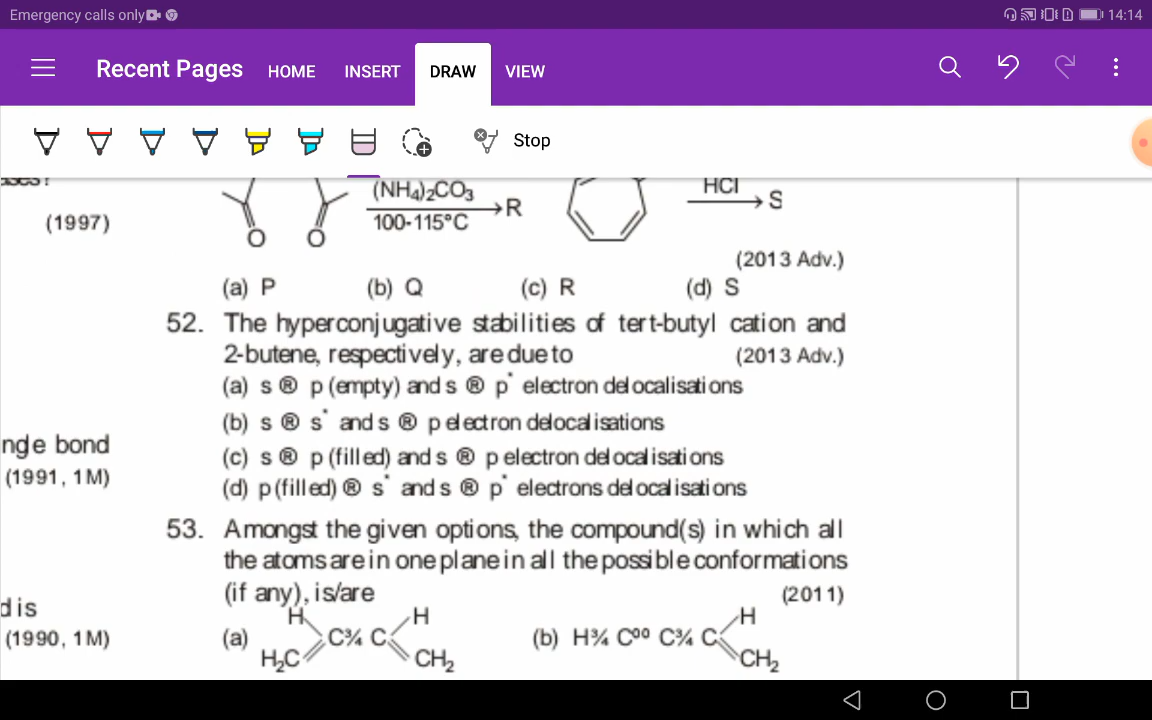 Emergency calls only 14:14
Recent Pages HOME INSERT DRAW VIEW
Stop
(1997)
(NH₄)₂CO₃
100-115°C
R
O O
HCl
S
(2013 Adv.)
(a) P (b) Q (c) R (d) S
52. The hyperconjugative stabilities of tert-butyl cation and
2-butene, respectively, are due to (2013 Adv.)
(a) s ® p (empty) and s ® p* electron delocalisations
(b) s ® s* and s ® p electron delocalisations
(c) s ® p (filled) and s ® p electron delocalisations
(d) p (filled) ® s* and s ® p* electrons delocalisations
ngle bond
(1991, 1M)
53. Amongst the given options, the compound(s) in which all
the atoms are in one plane in all the possible conformations
(if any), is/are (2011)
d is
(1990, 1M)
H H
(a) C¾ C
H₂C CH₂
H
(b) H¾ Cºº C¾ C
CH₂